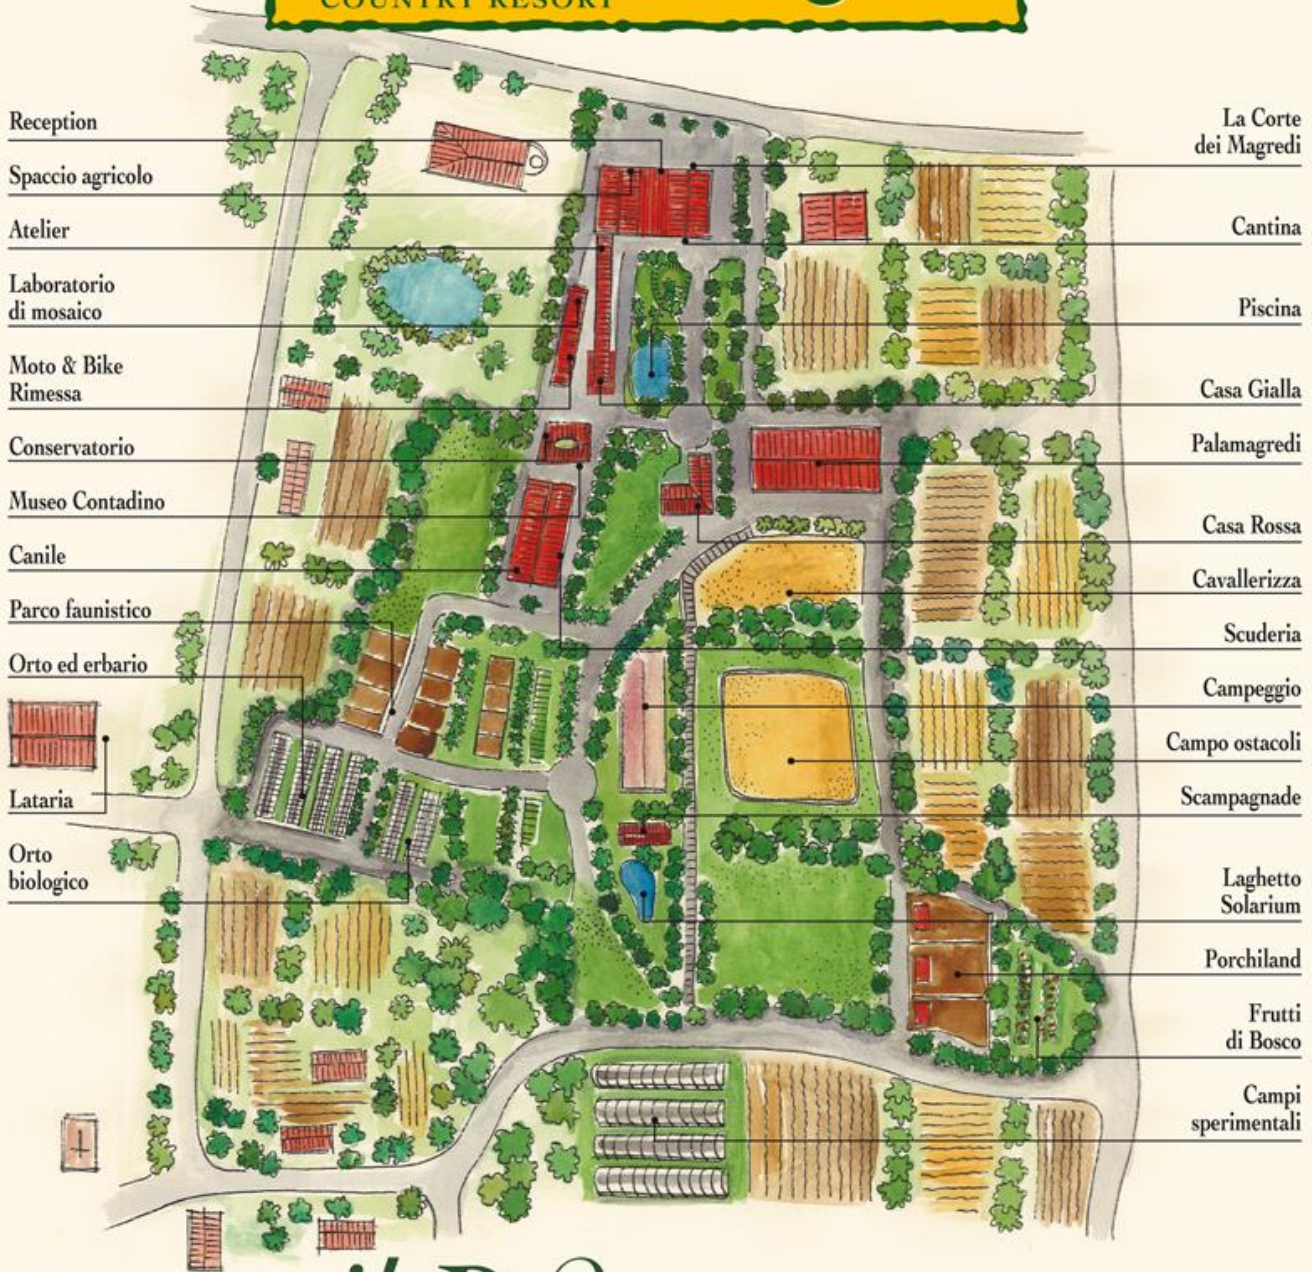 COUNTRY RESORT
Reception
Spaccio agricolo
Atelier
Laboratorio
di mosaico
Moto & Bike
Rimessa
Conservatorio
Museo Contadino
Canile
Parco faunistico
Orto ed erbario
Lataria
Orto
biologico
La Corte
dei Magredi
Cantina
Piscina
Casa Gialla
Palamagredi
Casa Rossa
Cavallerizza
Scuderia
Campeggio
Campo ostacoli
Scampagnade
Laghetto
Solarium
Porchiland
Frutti
di Bosco
Campi
sperimentali
il